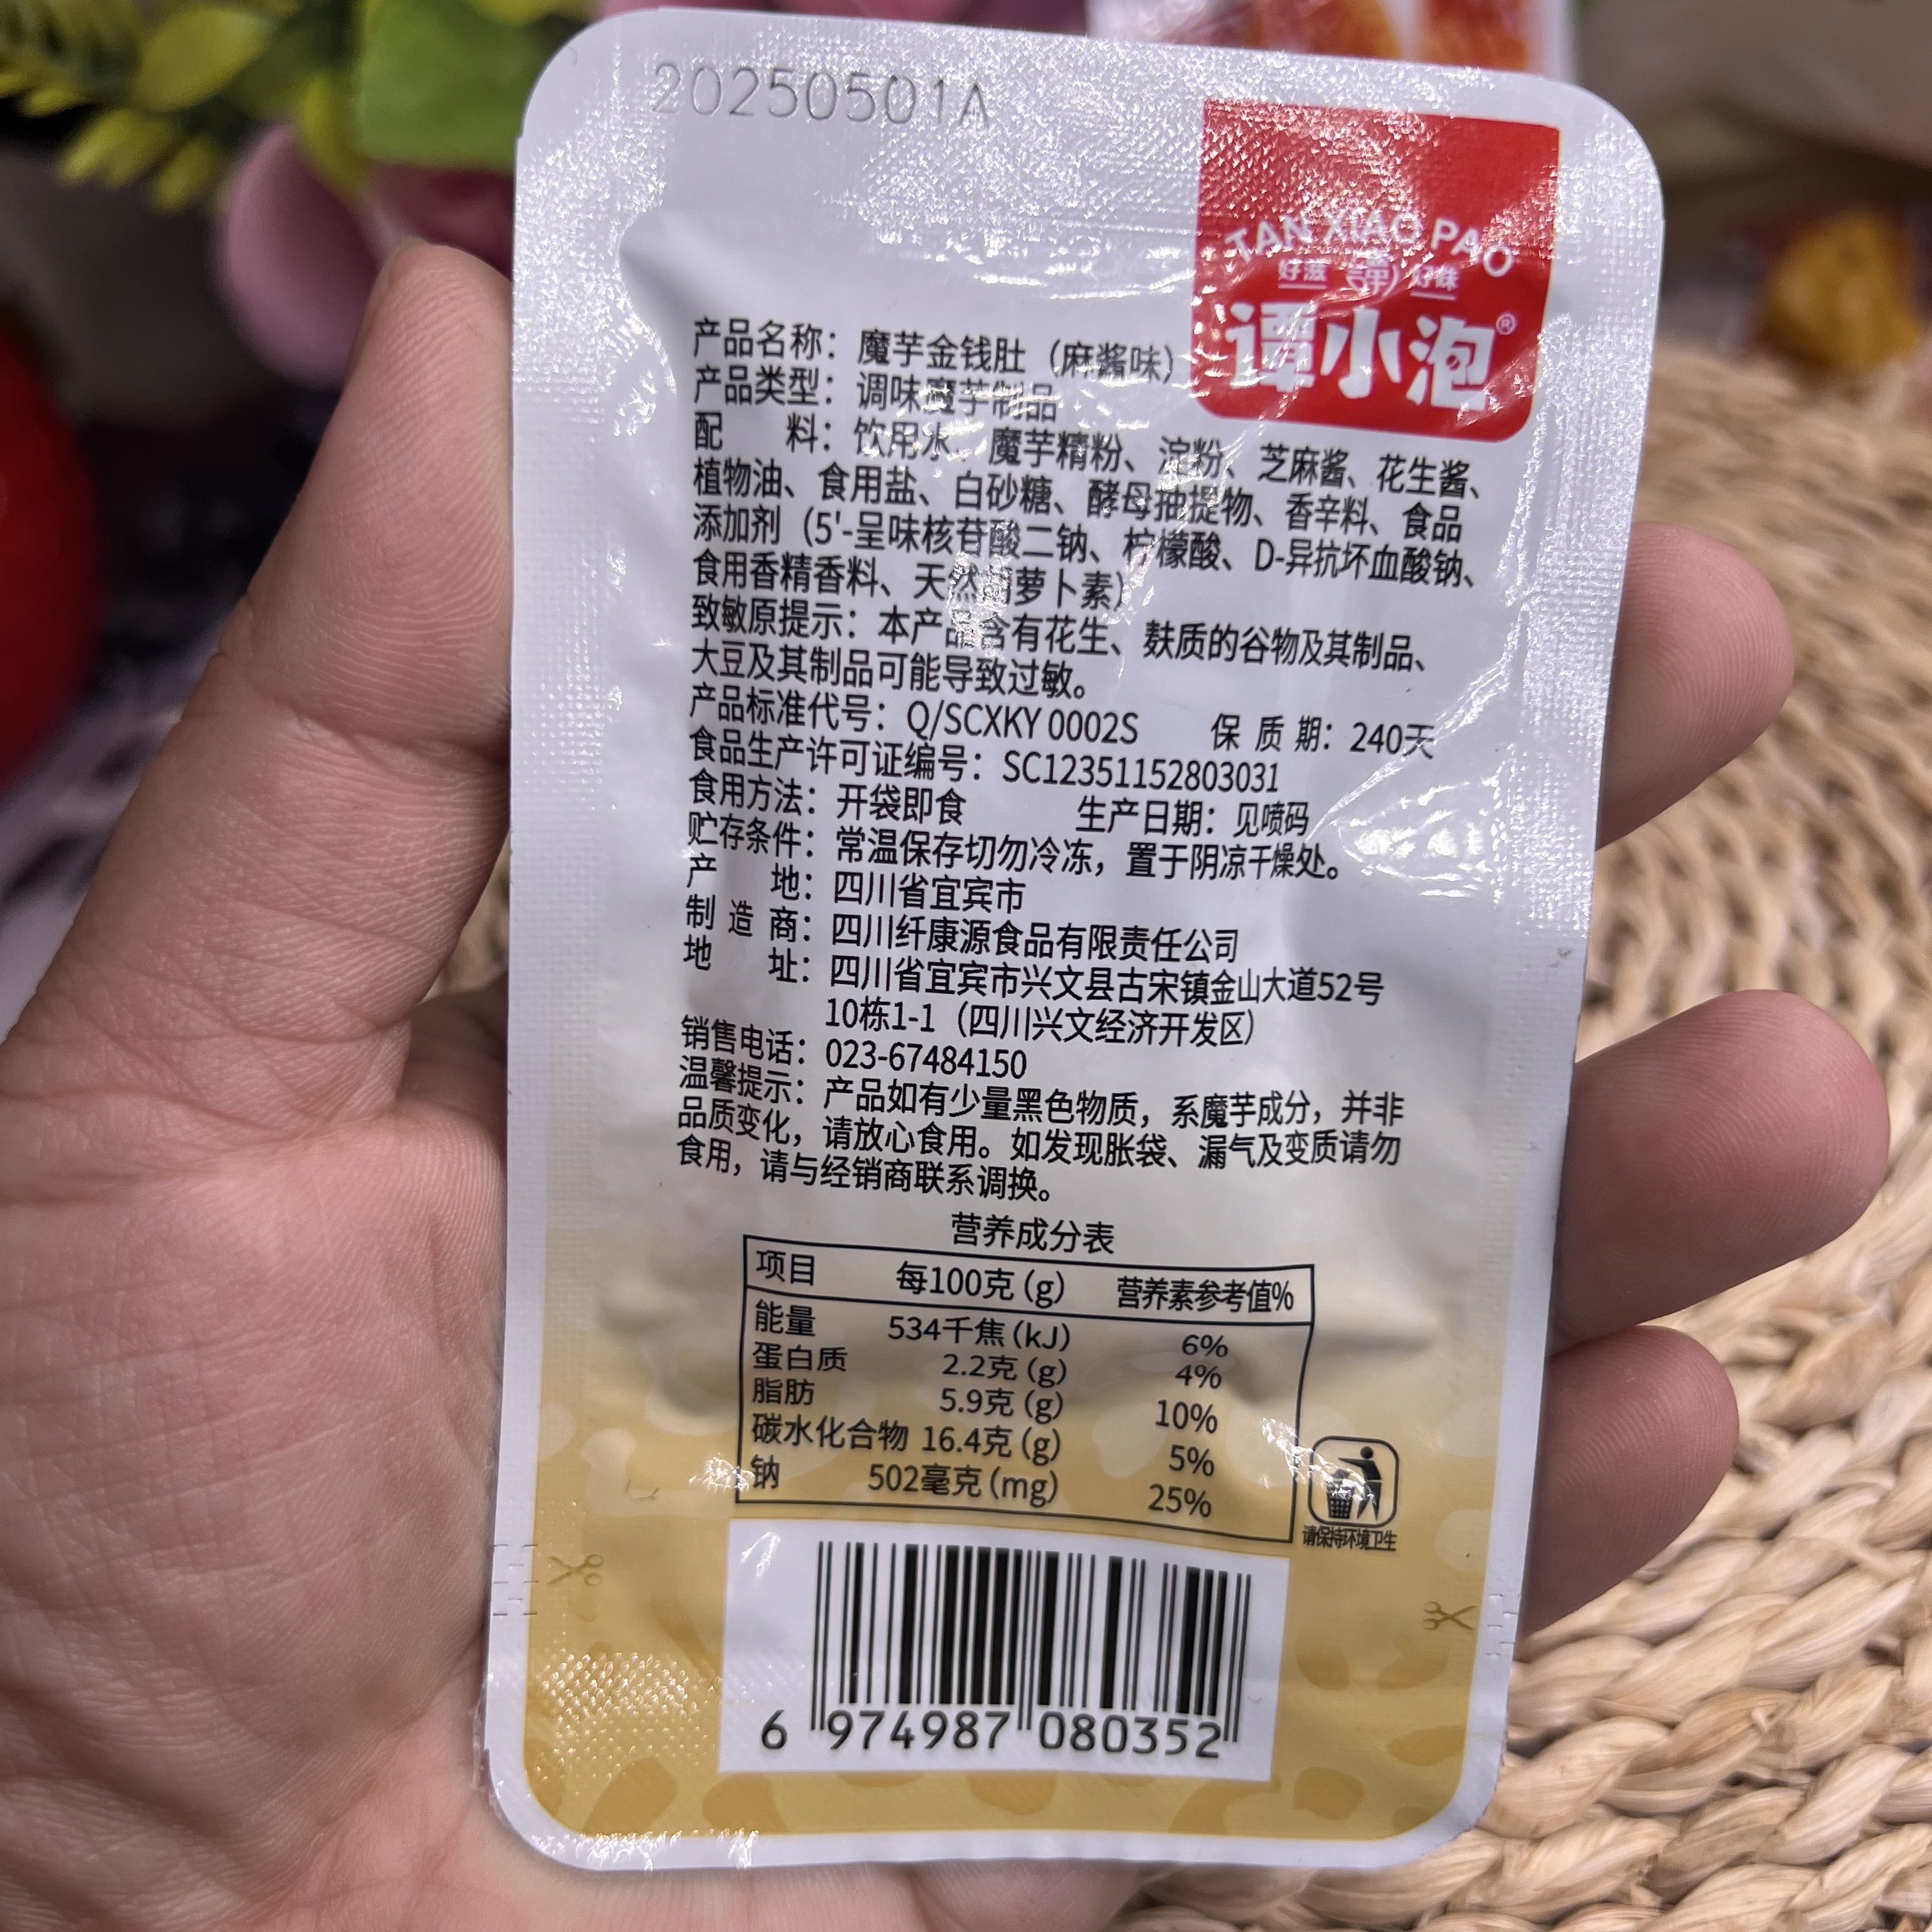 20250501A
TAN XIAO PAO
好滋 好味
谭小泡®
产品名称：魔芋金钱肚（麻酱味）
产品类型：调味魔芋制品
配 料：饮用水、魔芋精粉、淀粉、芝麻酱、花生酱、
植物油、食用盐、白砂糖、酵母抽提物、香辛料、食品
添加剂（5'-呈味核苷酸二钠、柠檬酸、D-异抗坏血酸钠、
食用香精香料、天然胡萝卜素）
致敏原提示：本产品含有花生、麸质的谷物及其制品、
大豆及其制品可能导致过敏。
产品标准代号：Q/SCXKY 0002S 保 质 期：240天
食品生产许可证编号：SC12351152803031
食用方法：开袋即食 生产日期：见喷码
贮存条件：常温保存切勿冷冻，置于阴凉干燥处。
产 地：四川省宜宾市
制 造 商：四川纤康源食品有限责任公司
地 址：四川省宜宾市兴文县古宋镇金山大道52号
10栋1-1（四川兴文经济开发区）
销售电话：023-67484150
温馨提示：产品如有少量黑色物质，系魔芋成分，并非
品质变化，请放心食用。如发现胀袋、漏气及变质请勿
食用，请与经销商联系调换。
营养成分表
项目 每100克(g) 营养素参考值%
能量 534千焦(kJ) 6%
蛋白质 2.2克(g) 4%
脂肪 5.9克(g) 10%
碳水化合物 16.4克(g) 5%
钠 502毫克(mg) 25%
请保持环境卫生
6 974987 080352